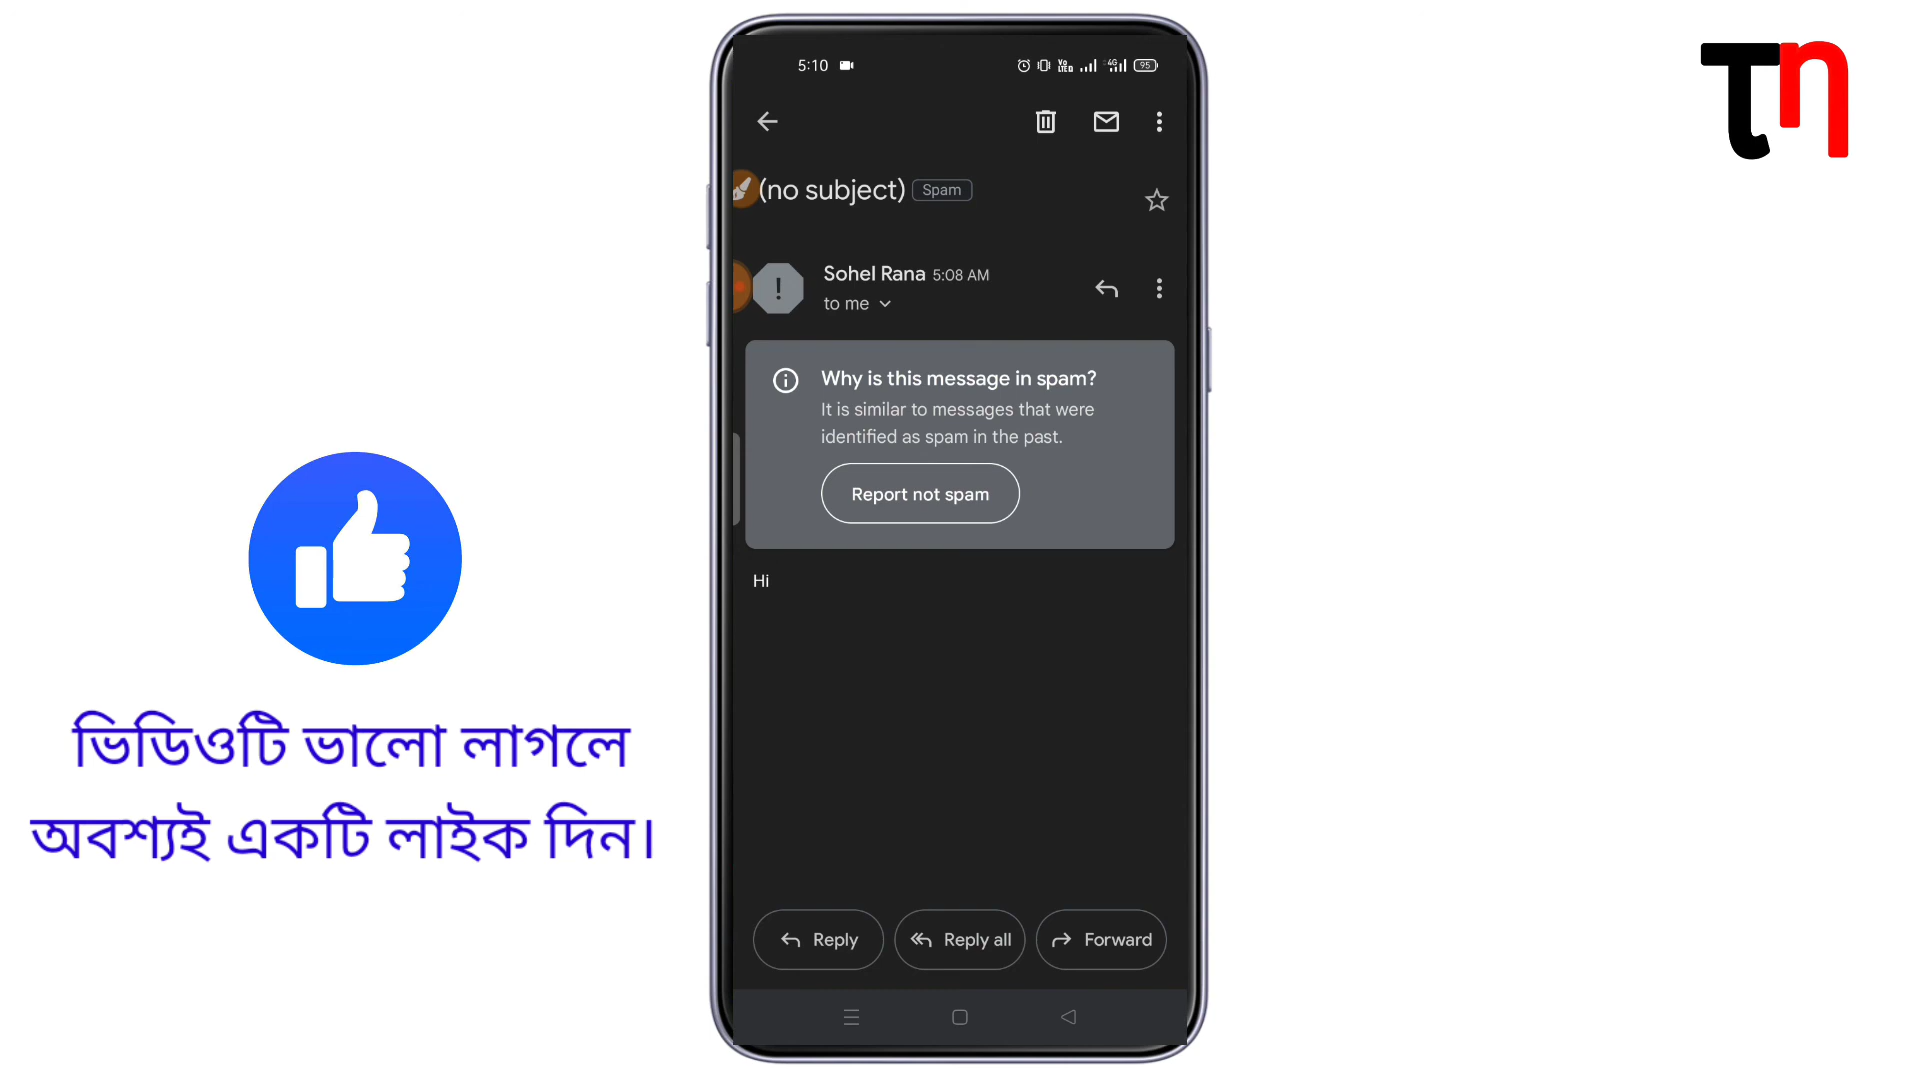 5:10
95
(no subject) Spam
Sohel Rana 5:08 AM
to me
Why is this message in spam?
It is similar to messages that were
identified as spam in the past.
Report not spam
Hi
Reply
Reply all
Forward
ভিডিওটি ভালো লাগলে
অবশ্যই একটি লাইক দিন।
Tn